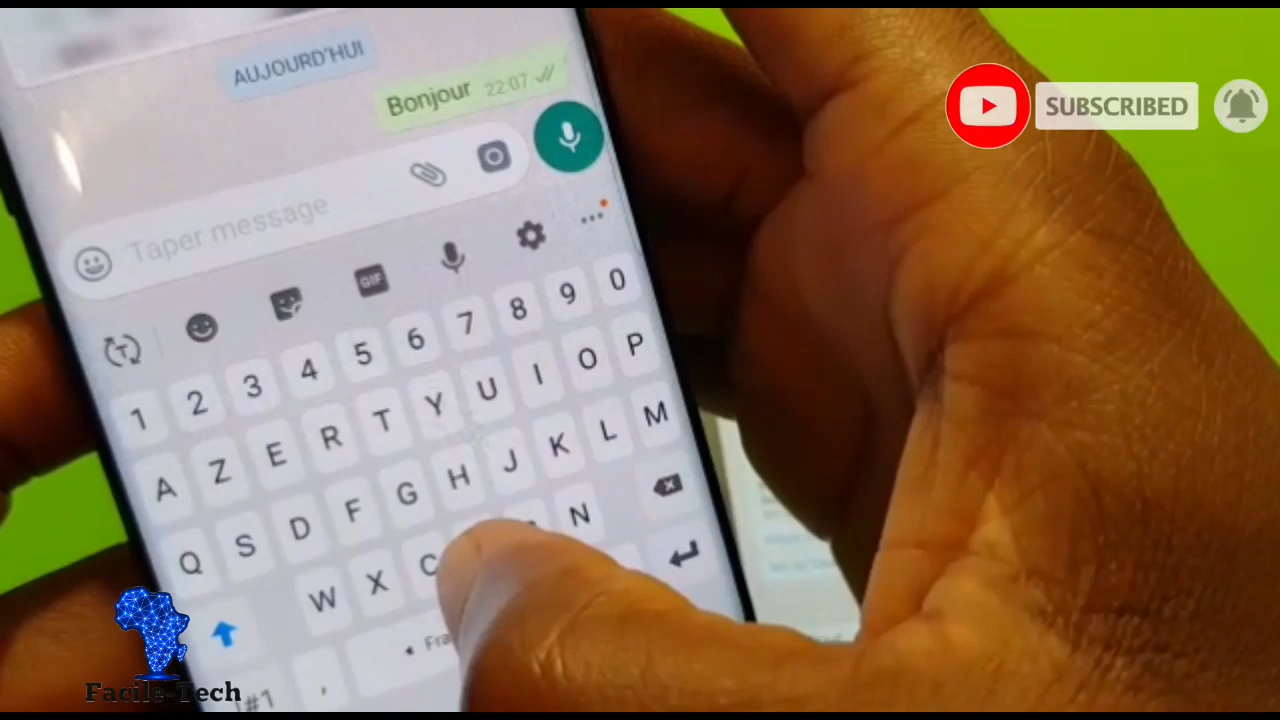 AUJOURD'HUI
Bonjour 22:07
SUBSCRIBED
Taper message
GIF
T
1 2 3 4 5 6 7 8 9 0
A Z E R T Y U I O P
Q S D F G H J K L M
W X C N
!#1 ,
Facile-Tech